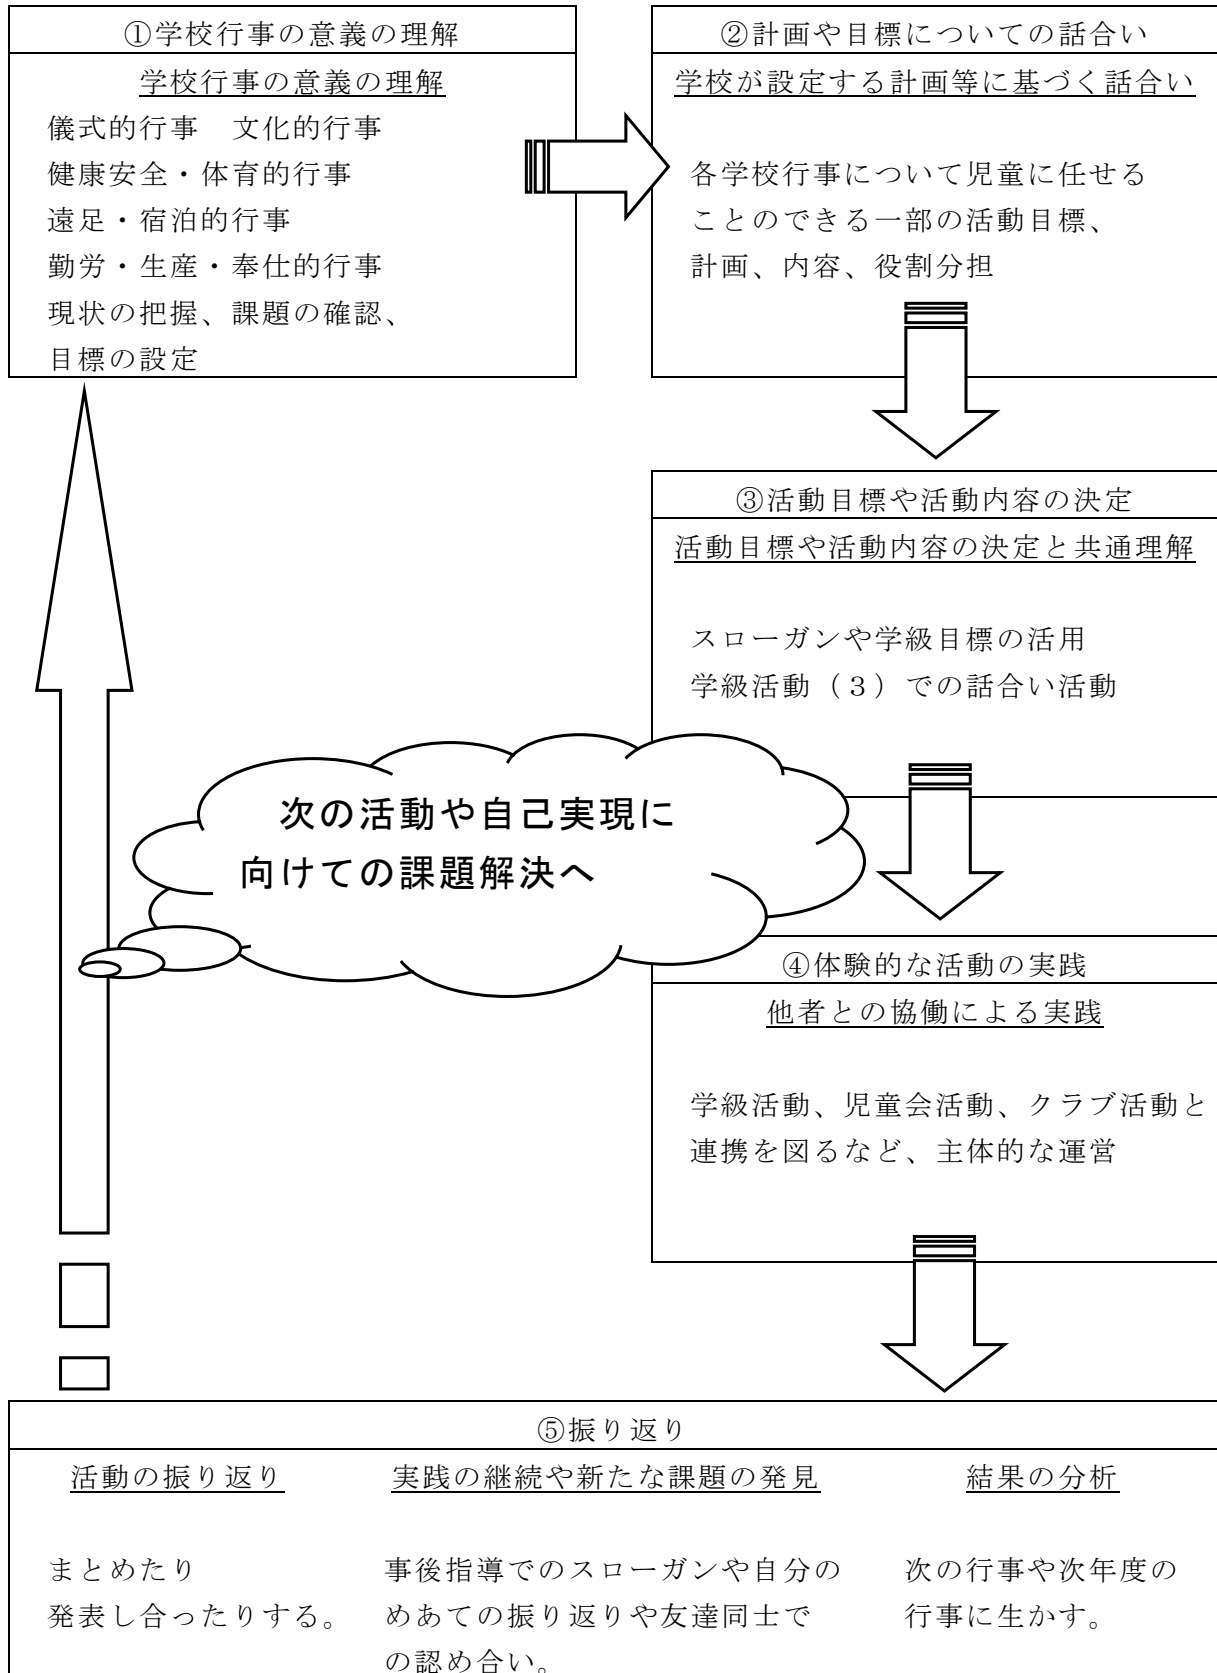 ①学校行事の意義の理解
学校行事の意義の理解
儀式的行事　文化的行事
健康安全・体育的行事
遠足・宿泊的行事
勤労・生産・奉仕的行事
現状の把握、課題の確認、
目標の設定
②計画や目標についての話合い
学校が設定する計画等に基づく話合い
各学校行事について児童に任せる
ことのできる一部の活動目標、
計画、内容、役割分担
③活動目標や活動内容の決定
活動目標や活動内容の決定と共通理解
スローガンや学級目標の活用
学級活動（３）での話合い活動
次の活動や自己実現に
向けての課題解決へ
④体験的な活動の実践
他者との協働による実践
学級活動、児童会活動、クラブ活動と
連携を図るなど、主体的な運営
⑤振り返り
活動の振り返り
まとめたり
発表し合ったりする。
実践の継続や新たな課題の発見
事後指導でのスローガンや自分の
めあての振り返りや友達同士で
の認め合い。
結果の分析
次の行事や次年度の
行事に生かす。